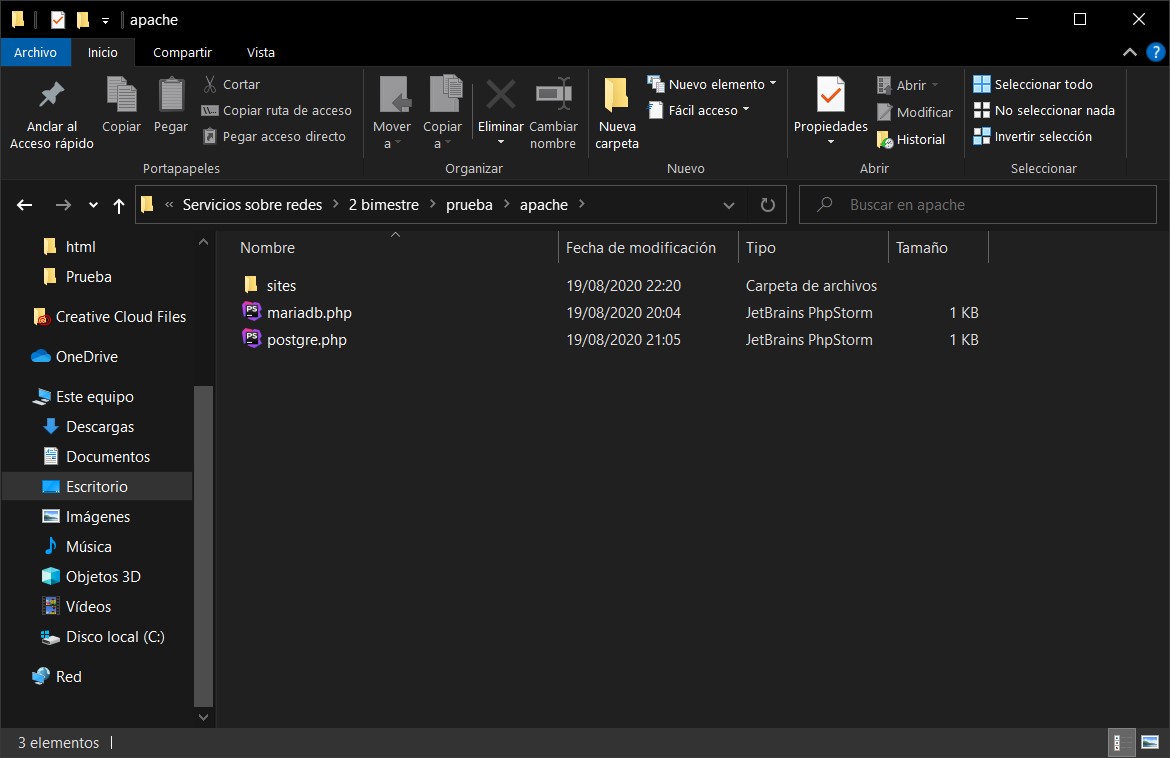 apache
Archivo Inicio Compartir Vista
Anclar al Acceso rápido
Copiar
Pegar
Cortar
Copiar ruta de acceso
Pegar acceso directo
Portapapeles
Mover a
Copiar a
Eliminar
Cambiar nombre
Organizar
Nueva carpeta
Nuevo elemento
Fácil acceso
Nuevo
Propiedades
Abrir
Modificar
Historial
Abrir
Seleccionar todo
No seleccionar nada
Invertir selección
Seleccionar
« Servicios sobre redes > 2 bimestre > prueba > apache >
Buscar en apache
html
Prueba
Creative Cloud Files
OneDrive
Este equipo
Descargas
Documentos
Escritorio
Imágenes
Música
Objetos 3D
Vídeos
Disco local (C:)
Red
Nombre Fecha de modificación Tipo Tamaño
sites 19/08/2020 22:20 Carpeta de archivos
PS mariadb.php 19/08/2020 20:04 JetBrains PhpStorm 1 KB
PS postgre.php 19/08/2020 21:05 JetBrains PhpStorm 1 KB
3 elementos